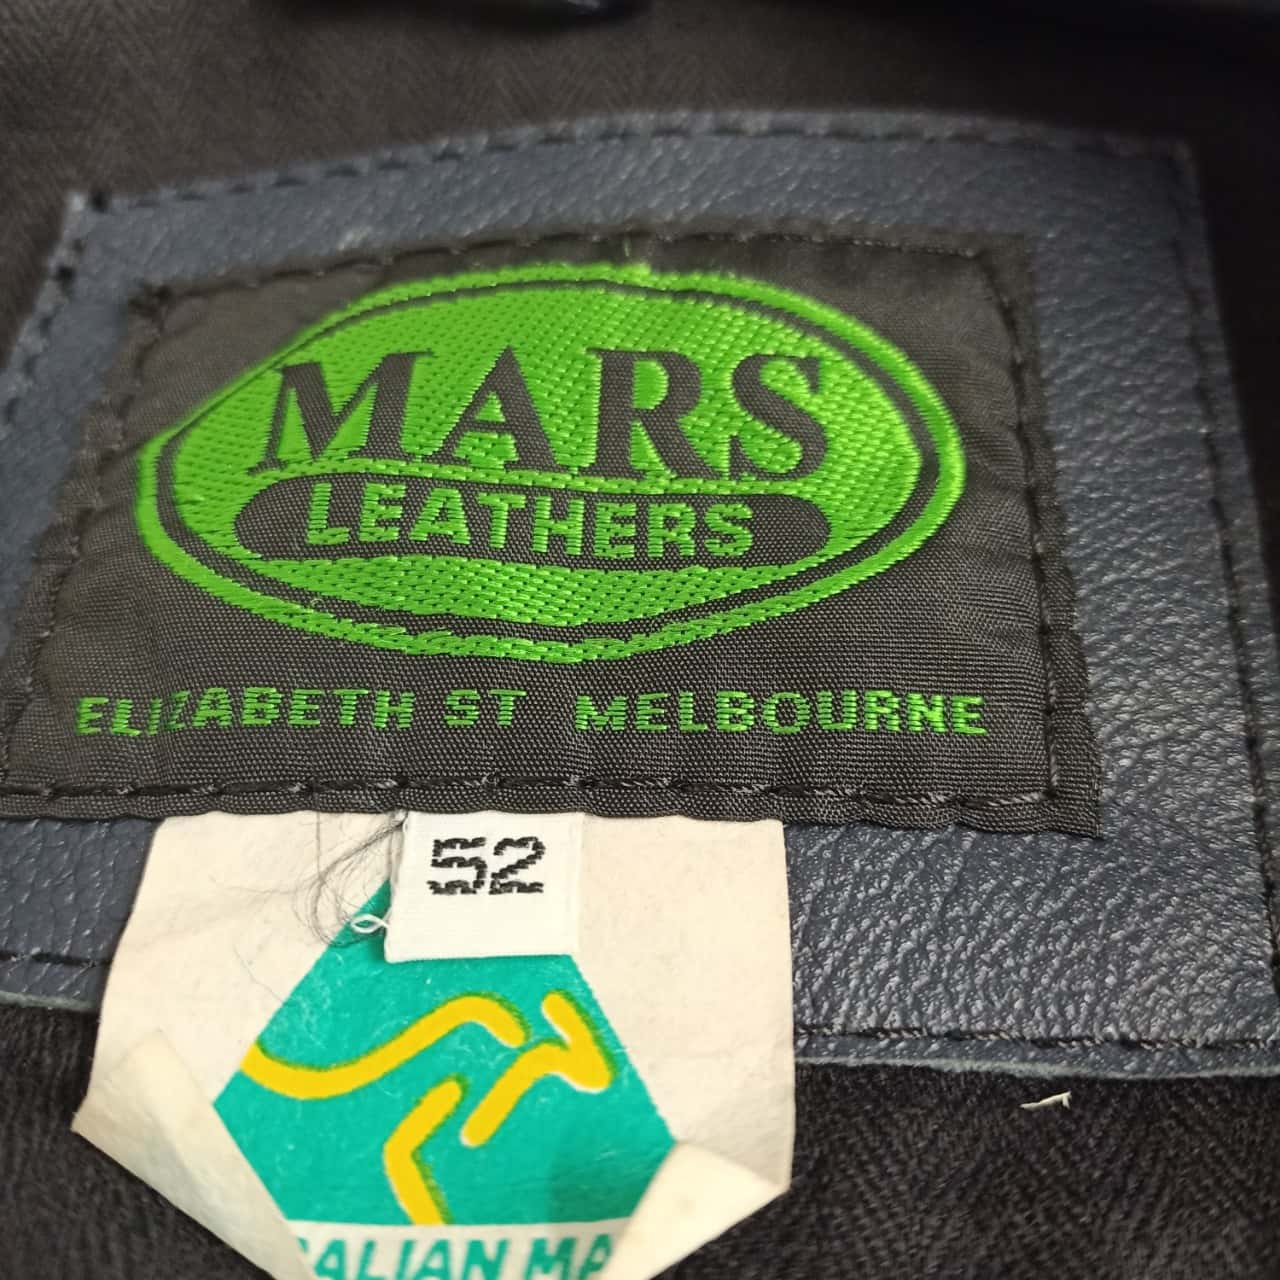 MARS
LEATHERS
ELIZABETH ST MELBOURNE
52